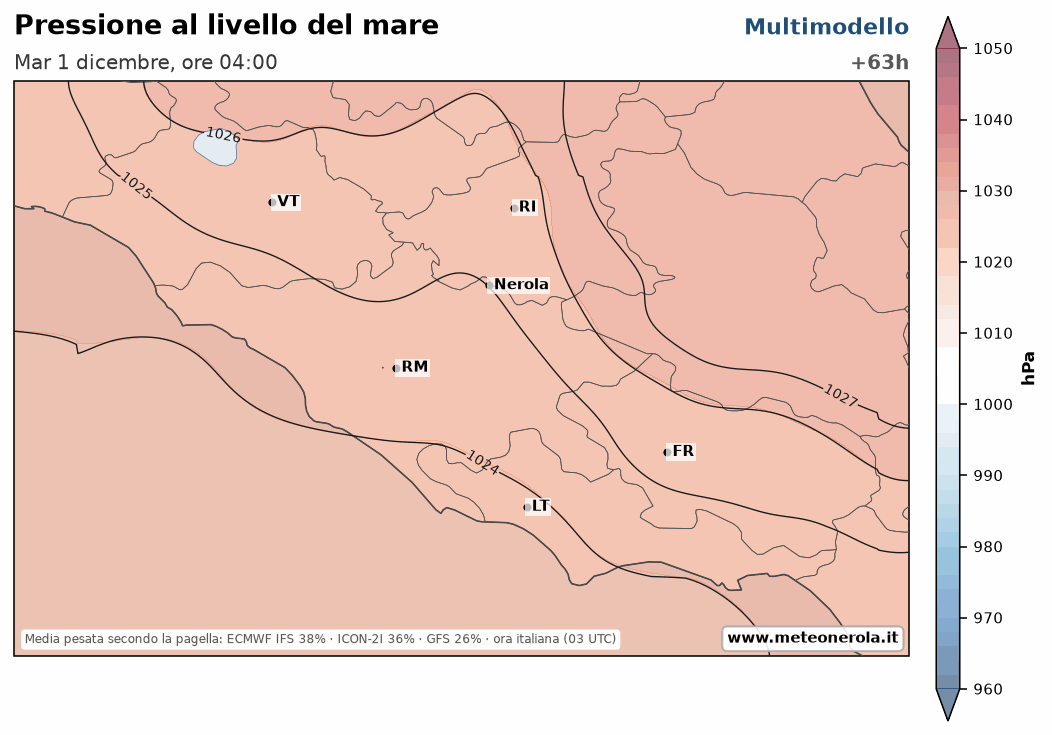 Pressione al livello del mare
Multimodello
Mar 1 dicembre, ore 04:00
+63h
1050
1026
1040
1025
VT
RI
1030
1020
Nerola
1010
hPa
RM
1027
1000
FR
1024
990
LT
980
970
Media pesata secondo la pagella: ECMWF IFS 38% · ICON-2I 36% · GFS 26% · ora italiana (03 UTC)
www.meteonerola.it
960